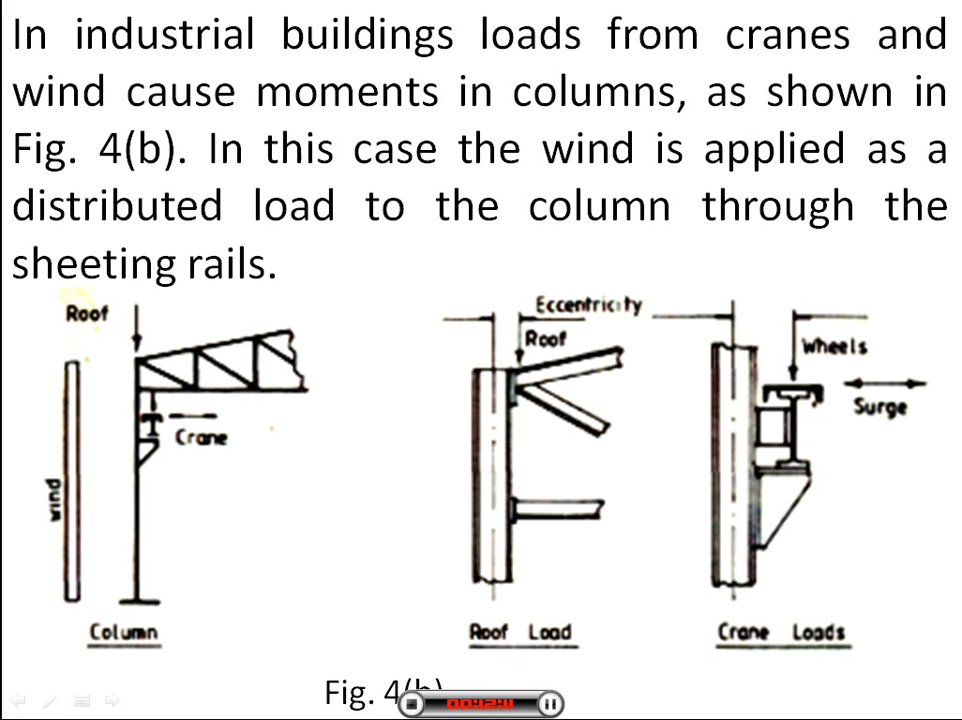 In industrial buildings loads from cranes and
wind cause moments in columns, as shown in
Fig. 4(b). In this case the wind is applied as a
distributed load to the column through the
sheeting rails.
Roof
Eccentricity
Roof
Wheels
Surge
Crane
Wind
Column
Roof Load
Crane Loads
Fig. 4(b)